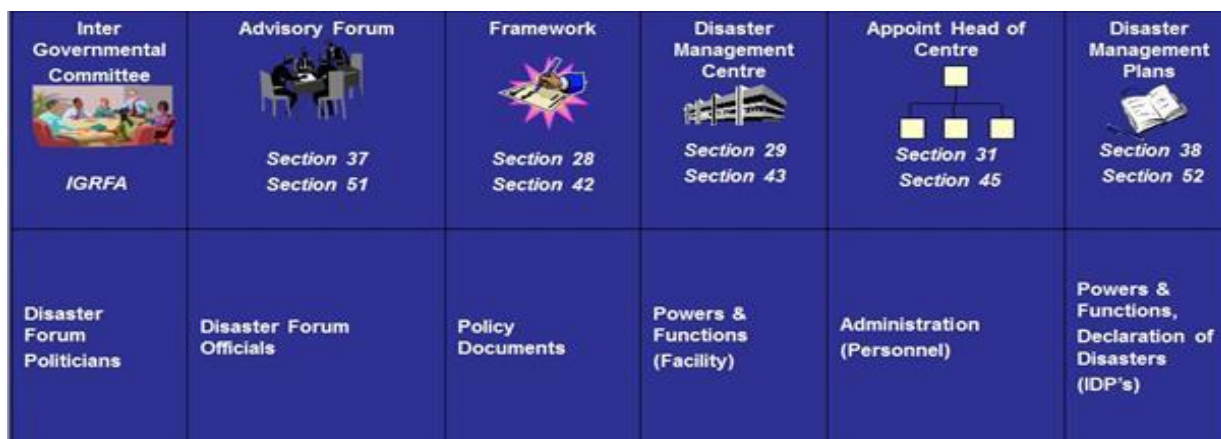 Inter
Governmental
Committee
IGRFA
Advisory Forum
Section 37
Section 51
Framework
Section 28
Section 42
Disaster
Management
Centre
Section 29
Section 43
Appoint Head of
Centre
Section 31
Section 45
Disaster
Management
Plans
Section 38
Section 52
Disaster
Forum
Politicians
Disaster Forum
Officials
Policy
Documents
Powers &
Functions
(Facility)
Administration
(Personnel)
Powers &
Functions,
Declaration of
Disasters
(IDP's)